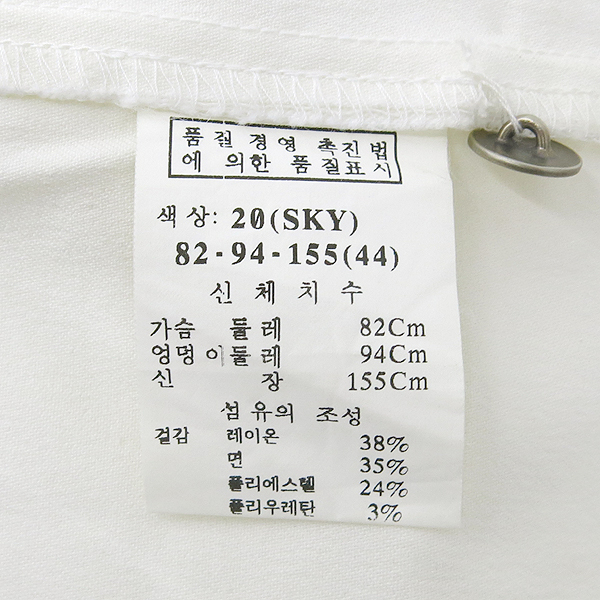 품질 경영 촉진법
에 의한 품질표시
색상: 20(SKY)
82-94-155(44)
신체치수
가슴 둘레 82Cm
엉덩이둘레 94Cm
신 장 155Cm
섬유의 조성
겉감 레이온 38%
면 35%
폴리에스텔 24%
폴리우레탄 3%